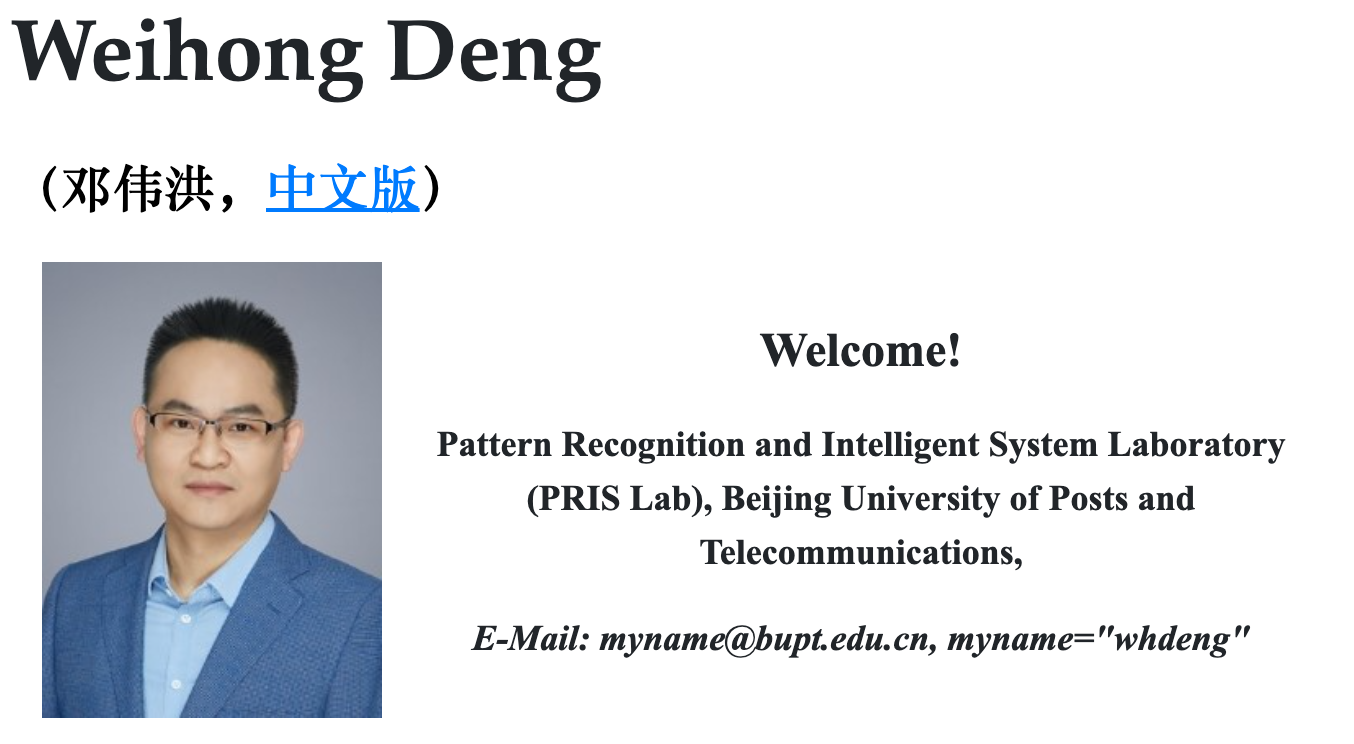 Weihong Deng
（邓伟洪，中文版）
Welcome!
Pattern Recognition and Intelligent System Laboratory
(PRIS Lab), Beijing University of Posts and
Telecommunications,
E-Mail: myname@bupt.edu.cn, myname="whdeng"